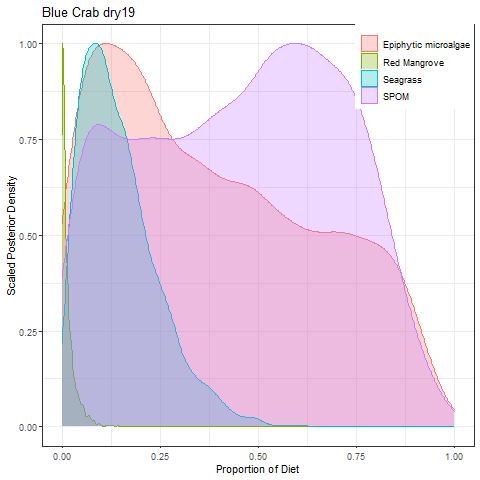 Blue Crab dry19
Epiphytic microalgae
Red Mangrove
Seagrass
SPOM
1.00
0.75
0.50
0.25
0.00
Scaled Posterior Density
0.00 0.25 0.50 0.75 1.00
Proportion of Diet